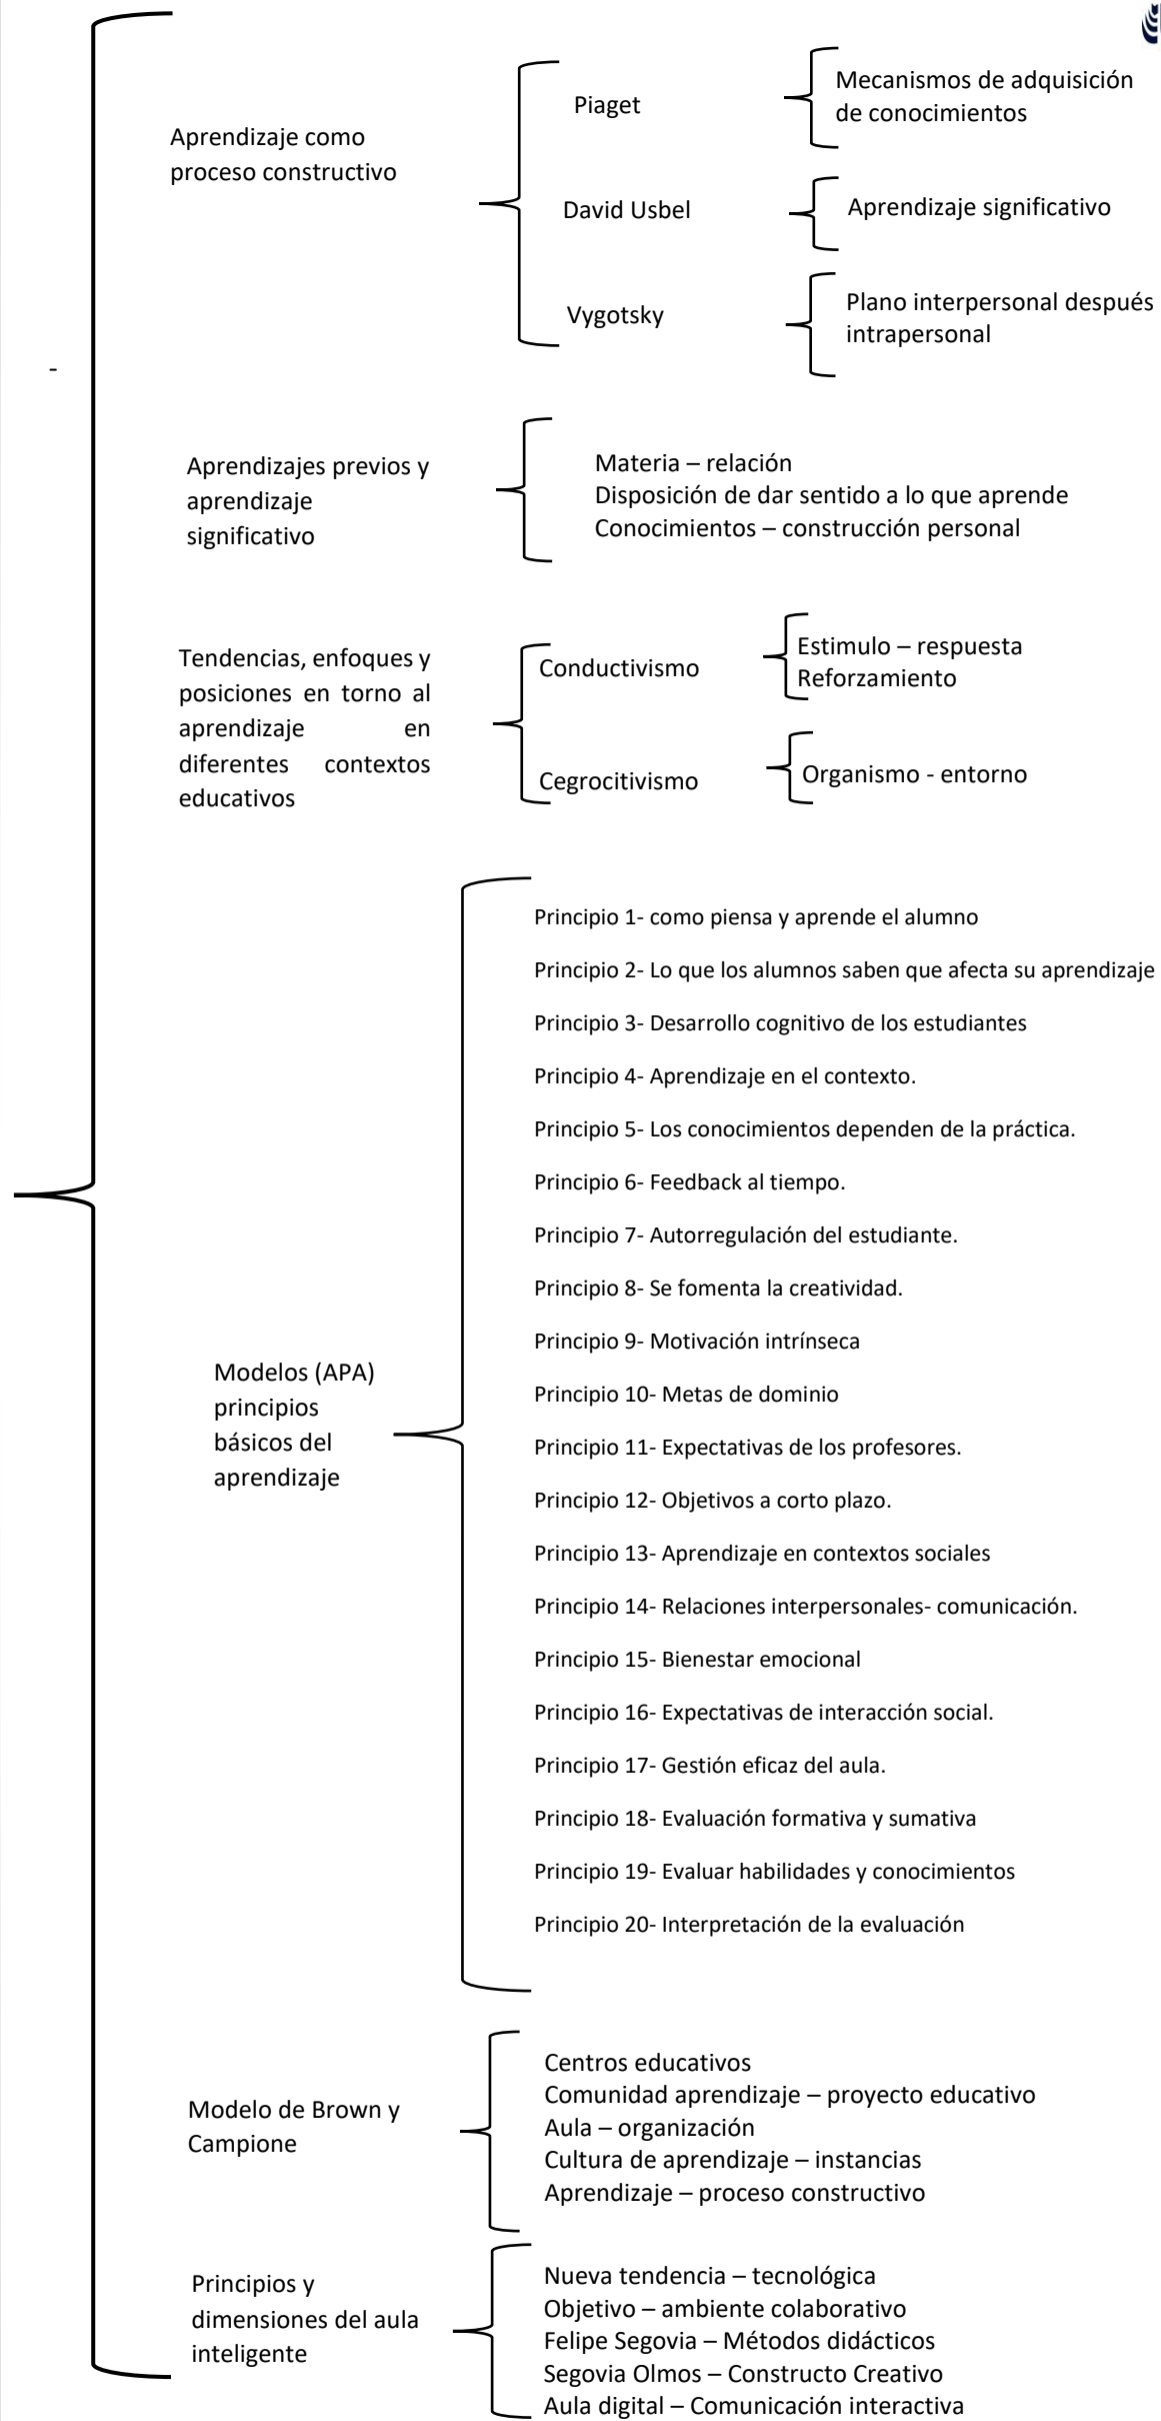 Aprendizaje como
proceso constructivo
Piaget
Mecanismos de adquisición
de conocimientos
David Usbel
Aprendizaje significativo
Vygotsky
Plano interpersonal después
intrapersonal
-
Aprendizajes previos y
aprendizaje
significativo
Materia – relación
Disposición de dar sentido a lo que aprende
Conocimientos – construcción personal
Tendencias, enfoques y
posiciones en torno al
aprendizaje en
diferentes contextos
educativos
Conductivismo
Estimulo – respuesta
Reforzamiento
Cegrocitivismo
Organismo - entorno
Modelos (APA)
principios
básicos del
aprendizaje
Principio 1- como piensa y aprende el alumno
Principio 2- Lo que los alumnos saben que afecta su aprendizaje
Principio 3- Desarrollo cognitivo de los estudiantes
Principio 4- Aprendizaje en el contexto.
Principio 5- Los conocimientos dependen de la práctica.
Principio 6- Feedback al tiempo.
Principio 7- Autorregulación del estudiante.
Principio 8- Se fomenta la creatividad.
Principio 9- Motivación intrínseca
Principio 10- Metas de dominio
Principio 11- Expectativas de los profesores.
Principio 12- Objetivos a corto plazo.
Principio 13- Aprendizaje en contextos sociales
Principio 14- Relaciones interpersonales- comunicación.
Principio 15- Bienestar emocional
Principio 16- Expectativas de interacción social.
Principio 17- Gestión eficaz del aula.
Principio 18- Evaluación formativa y sumativa
Principio 19- Evaluar habilidades y conocimientos
Principio 20- Interpretación de la evaluación
Modelo de Brown y
Campione
Centros educativos
Comunidad aprendizaje – proyecto educativo
Aula – organización
Cultura de aprendizaje – instancias
Aprendizaje – proceso constructivo
Principios y
dimensiones del aula
inteligente
Nueva tendencia – tecnológica
Objetivo – ambiente colaborativo
Felipe Segovia – Métodos didácticos
Segovia Olmos – Constructo Creativo
Aula digital – Comunicación interactiva